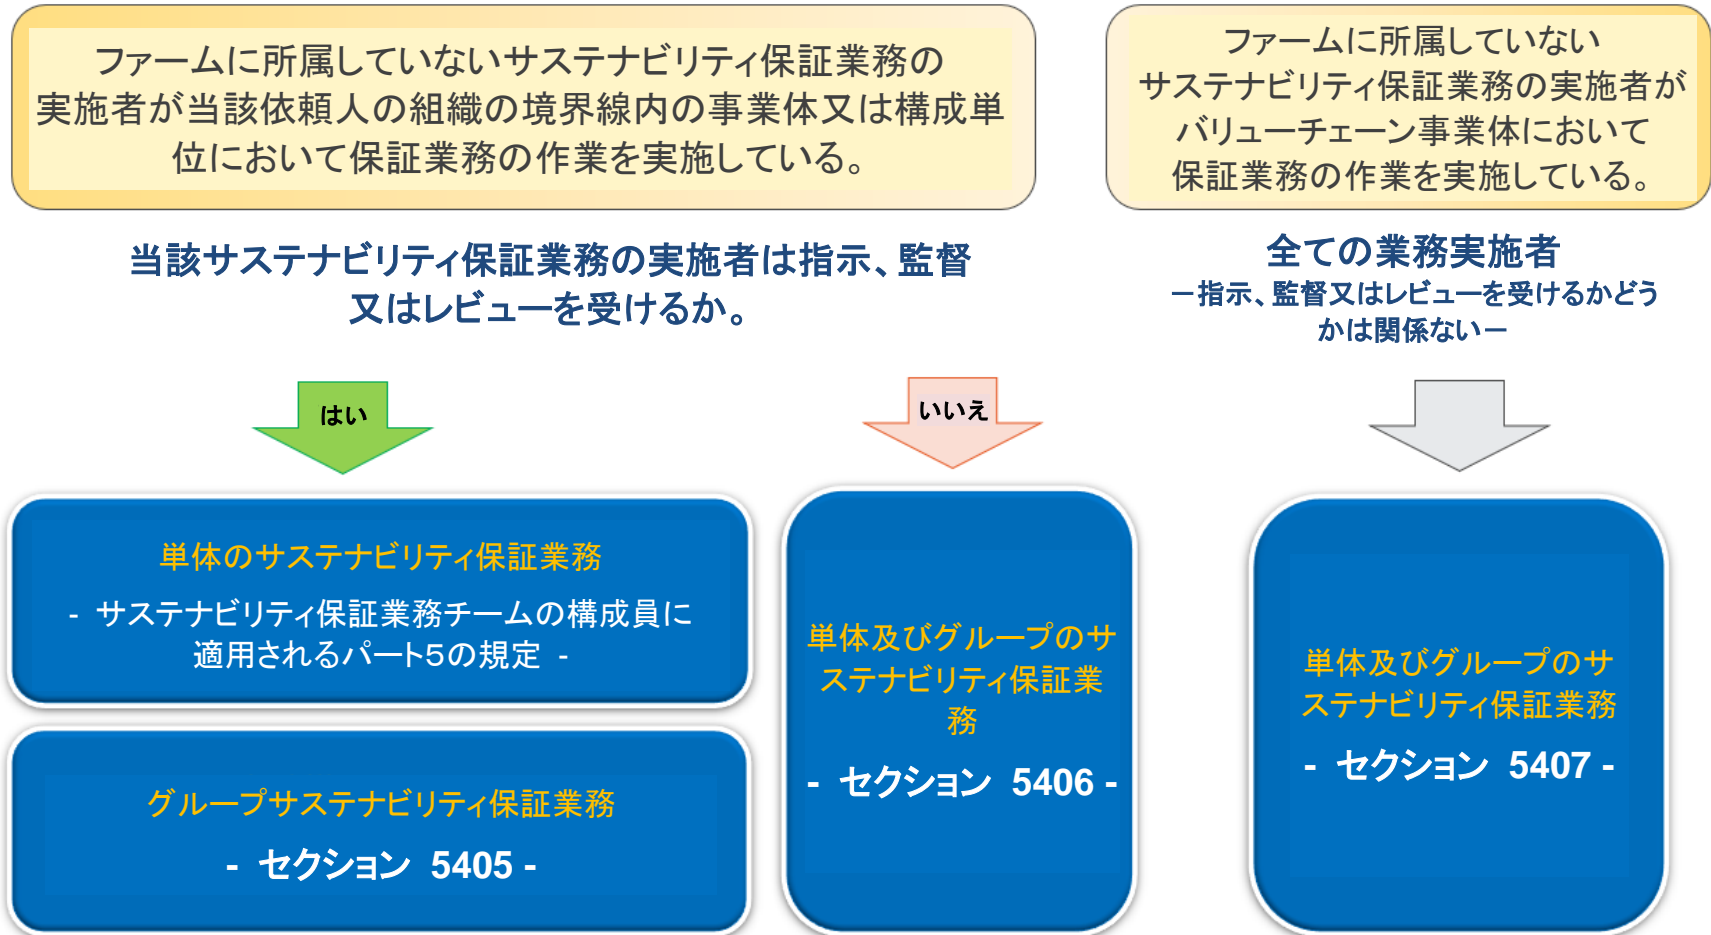 ファームに所属していないサステナビリティ保証業務の
実施者が当該依頼人の組織の境界線内の事業体又は構成単
位において保証業務の作業を実施している。
ファームに所属していない
サステナビリティ保証業務の実施者が
バリューチェーン事業体において
保証業務の作業を実施している。
当該サステナビリティ保証業務の実施者は指示、監督
又はレビューを受けるか。
全ての業務実施者
ー指示、監督又はレビューを受けるかどう
かは関係ないー
はい
いいえ
単体のサステナビリティ保証業務
- サステナビリティ保証業務チームの構成員に
適用されるパート5の規定 -
グループサステナビリティ保証業務
- セクション 5405 -
単体及びグループのサ
ステナビリティ保証業
務
- セクション 5406 -
単体及びグループのサ
ステナビリティ保証業務
- セクション 5407 -